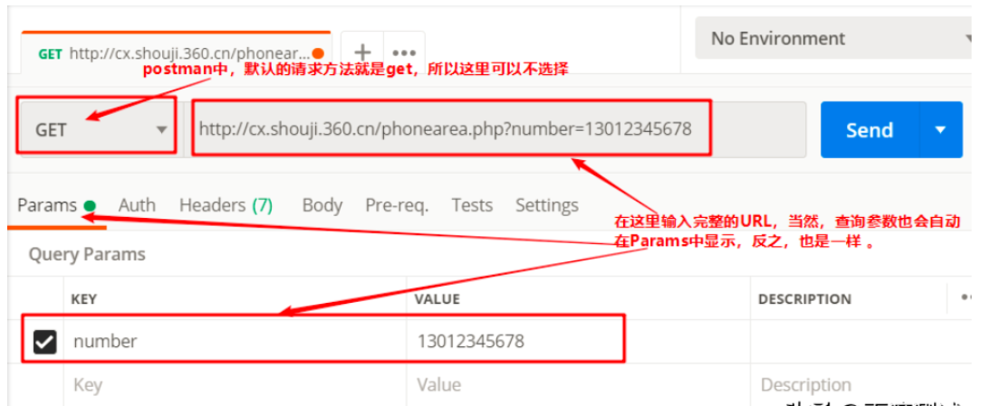 GET http://cx.shouji.360.cn/phonear...
No Environment
postman中，默认的请求方法就是get，所以这里可以不选择
GET
http://cx.shouji.360.cn/phonearea.php?number=13012345678
Send
Params Auth Headers (7) Body Pre-req. Tests Settings
在这里输入完整的URL，当然，查询参数也会自动
在Params中显示，反之，也是一样 。
Query Params
KEY VALUE DESCRIPTION
number 13012345678
Key Value Description